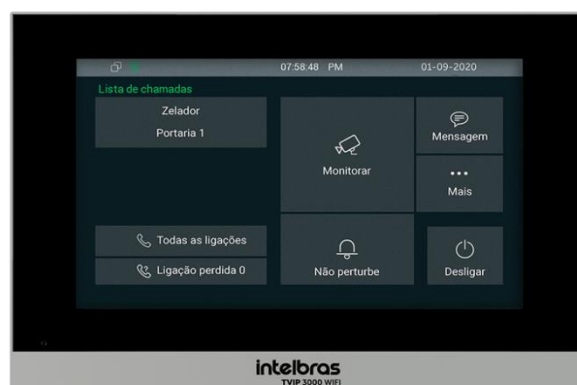 07:58:48 PM
01-09-2020
Lista de chamadas
Zelador
Portaria 1
Monitorar
Mensagem
Mais
Todas as ligações
Ligação perdida 0
Não perturbe
Desligar
intelbras
TVIP 3000 WIFI